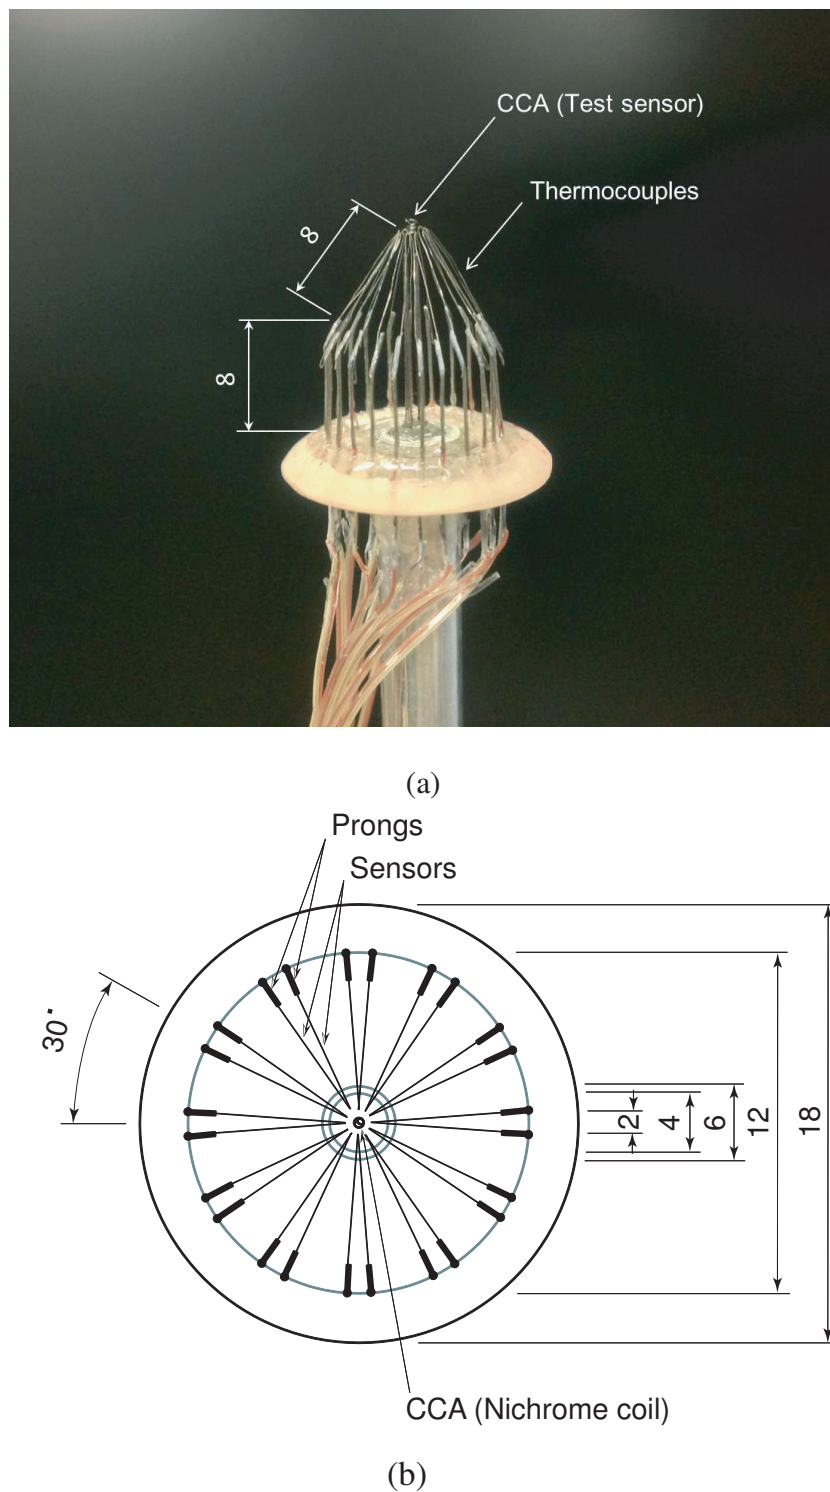 CCA (Test sensor)
Thermocouples
8
8
(a)
Prongs
Sensors
30°
2
4
6
12
18
CCA (Nichrome coil)
(b)